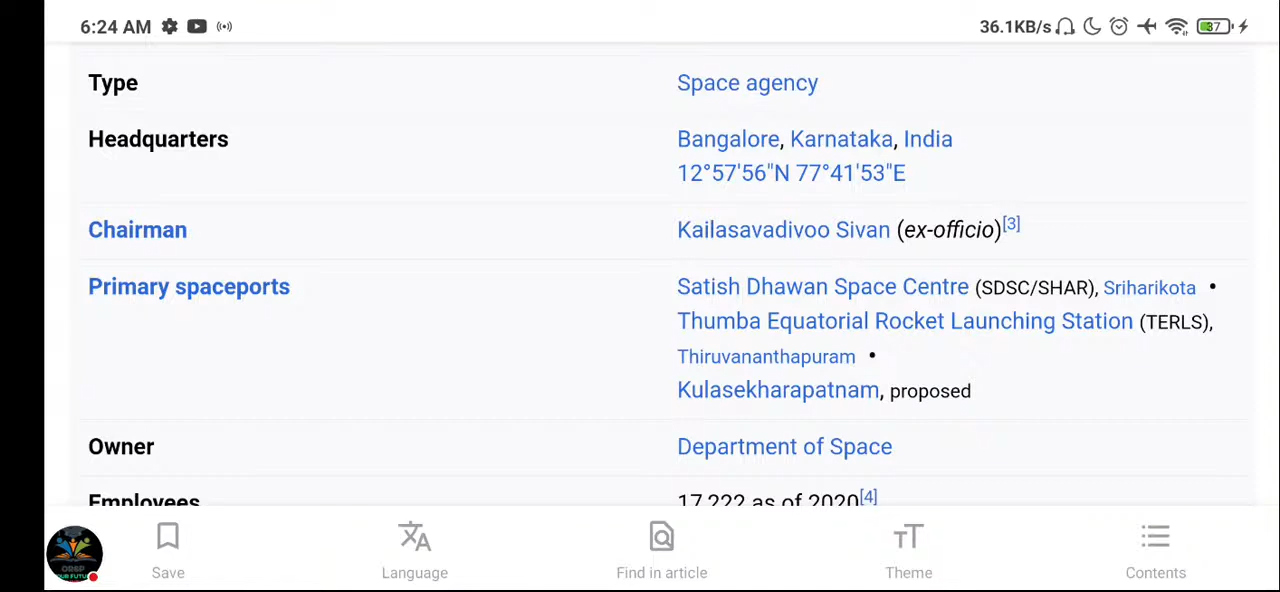 6:24 AM 36.1KB/s 37
Type Space agency
Headquarters Bangalore, Karnataka, India
12°57'56"N 77°41'53"E
Chairman Kailasavadivoo Sivan (ex-officio)[3]
Primary spaceports Satish Dhawan Space Centre (SDSC/SHAR), Sriharikota •
Thumba Equatorial Rocket Launching Station (TERLS),
Thiruvananthapuram •
Kulasekharapatnam, proposed
Owner Department of Space
Employees 17,222 as of 2020[4]
Save Language Find in article Theme Contents